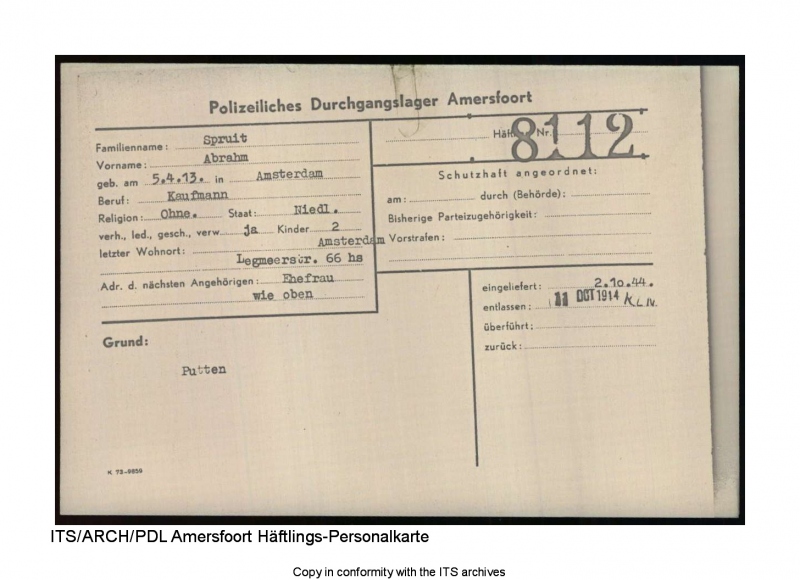 Polizeiliches Durchgangslager Amersfoort
Familienname: Spruit
Vorname: Abrahm
geb. am 5.4.13. in Amsterdam
Beruf: Kaufmann
Religion: Ohne. Staat: Niedl.
verh., led., gesch., verw. ja Kinder 2
letzter Wohnort: Amsterdam
Legmeerstr. 66 hs
Adr. d. nächsten Angehörigen: Ehefrau
wie oben
Häftl. Nr. 8112
Schutzhaft angeordnet:
am: durch (Behörde):
Bisherige Parteizugehörigkeit:
Vorstrafen:
eingeliefert: 2.10.44.
entlassen: 11 OCT 1914 K.L.N.
überführt:
zurück:
Grund:
Putten
K 73-9859
ITS/ARCH/PDL Amersfoort Häftlings-Personalkarte
Copy in conformity with the ITS archives